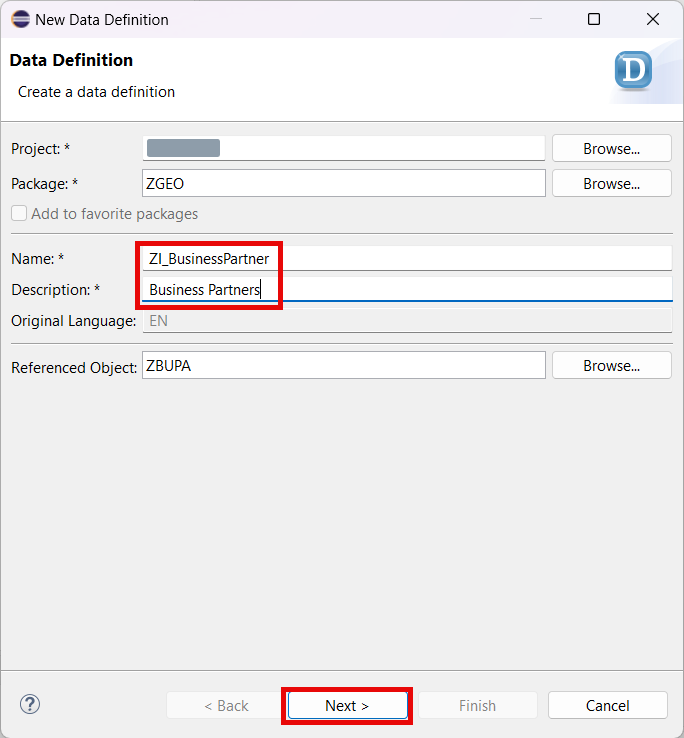 New Data Definition
Data Definition
Create a data definition
D
Project: *
Browse...
Package: * ZGEO Browse...
Add to favorite packages
Name: * ZI_BusinessPartner
Description: * Business Partners
Original Language: EN
Referenced Object: ZBUPA Browse...
? < Back Next > Finish Cancel